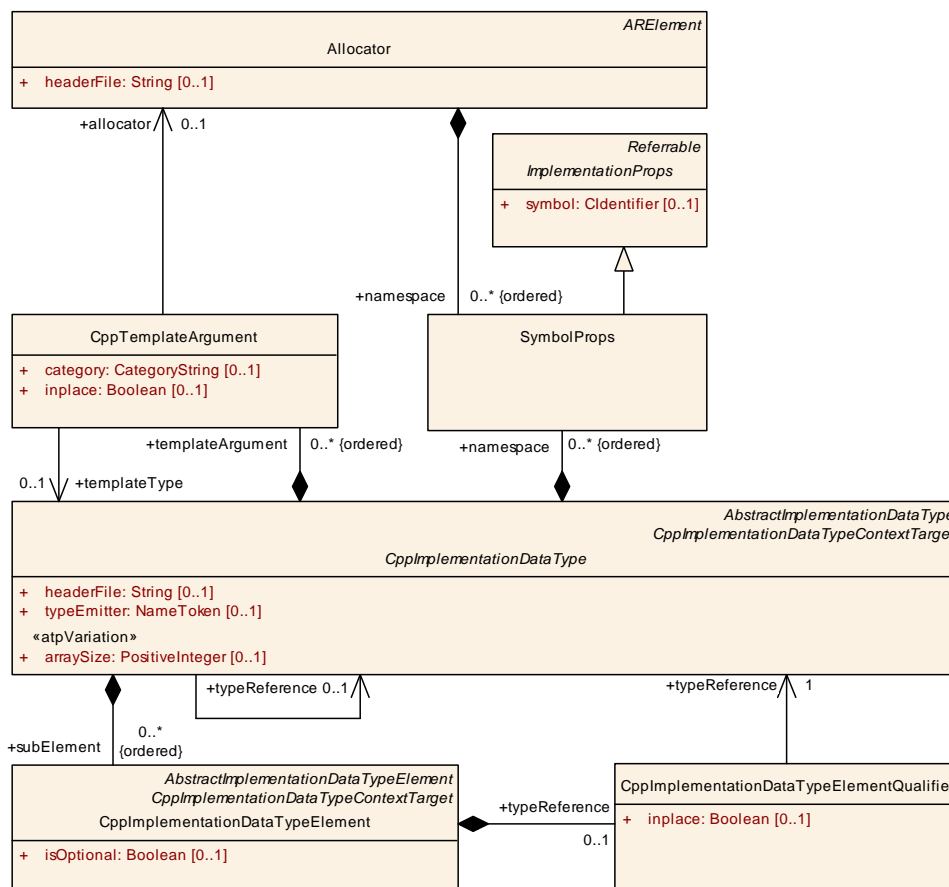 ARElement
Allocator
+ headerFile: String [0..1]
+allocator 0..1
Referrable
ImplementationProps
+ symbol: CIdentifier [0..1]
+namespace 0..* {ordered}
CppTemplateArgument
+ category: CategoryString [0..1]
+ inplace: Boolean [0..1]
SymbolProps
+templateArgument 0..* {ordered}
+namespace 0..* {ordered}
0..1 +templateType
AbstractImplementationDataType
CppImplementationDataTypeContextTarget
CppImplementationDataType
+ headerFile: String [0..1]
+ typeEmitter: NameToken [0..1]
«atpVariation»
+ arraySize: PositiveInteger [0..1]
+typeReference 0..1
+typeReference 1
+subElement 0..*
{ordered}
AbstractImplementationDataTypeElement
CppImplementationDataTypeContextTarget
CppImplementationDataTypeElement
+ isOptional: Boolean [0..1]
+typeReference
0..1
CppImplementationDataTypeElementQualifie
+ inplace: Boolean [0..1]